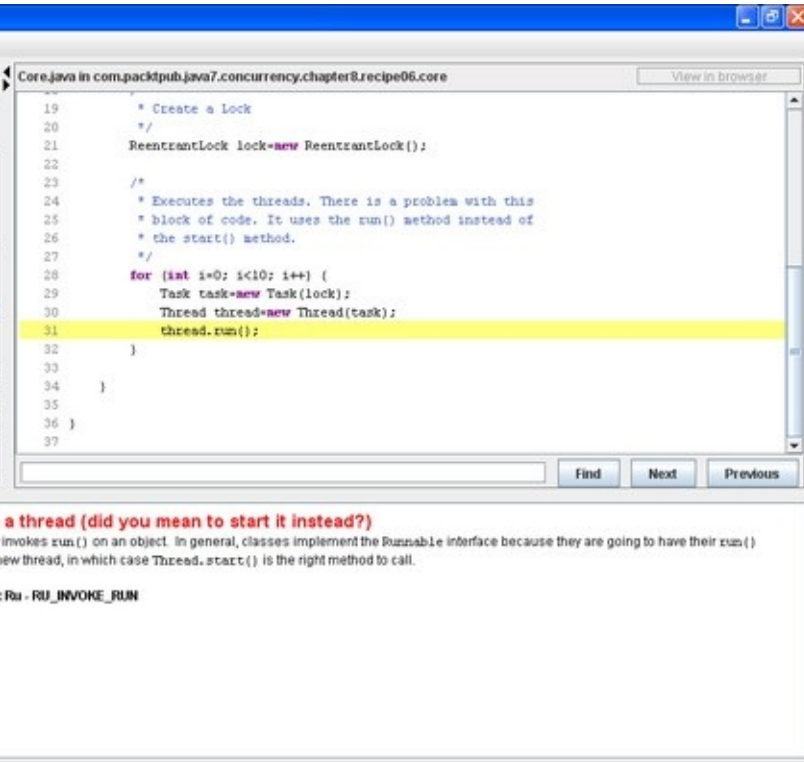 Core.java in com.packtpub.java7.concurrency.chapter8.recipe06.core
View in browser
19 * Create a Lock
20 */
21 ReentrantLock lock=new ReentrantLock();
22
23 /*
24 * Executes the threads. There is a problem with this
25 * block of code. It uses the run() method instead of
26 * the start() method.
27 */
28 for (int i=0; i<10; i++) {
29 Task task=new Task(lock);
30 Thread thread=new Thread(task);
31 thread.run();
32 }
33
34 }
35
36 }
37
Find Next Previous
a thread (did you mean to start it instead?)
invokes run() on an object. In general, classes implement the Runnable interface because they are going to have their run()
new thread, in which case Thread.start() is the right method to call.
: Ru - RU_INVOKE_RUN